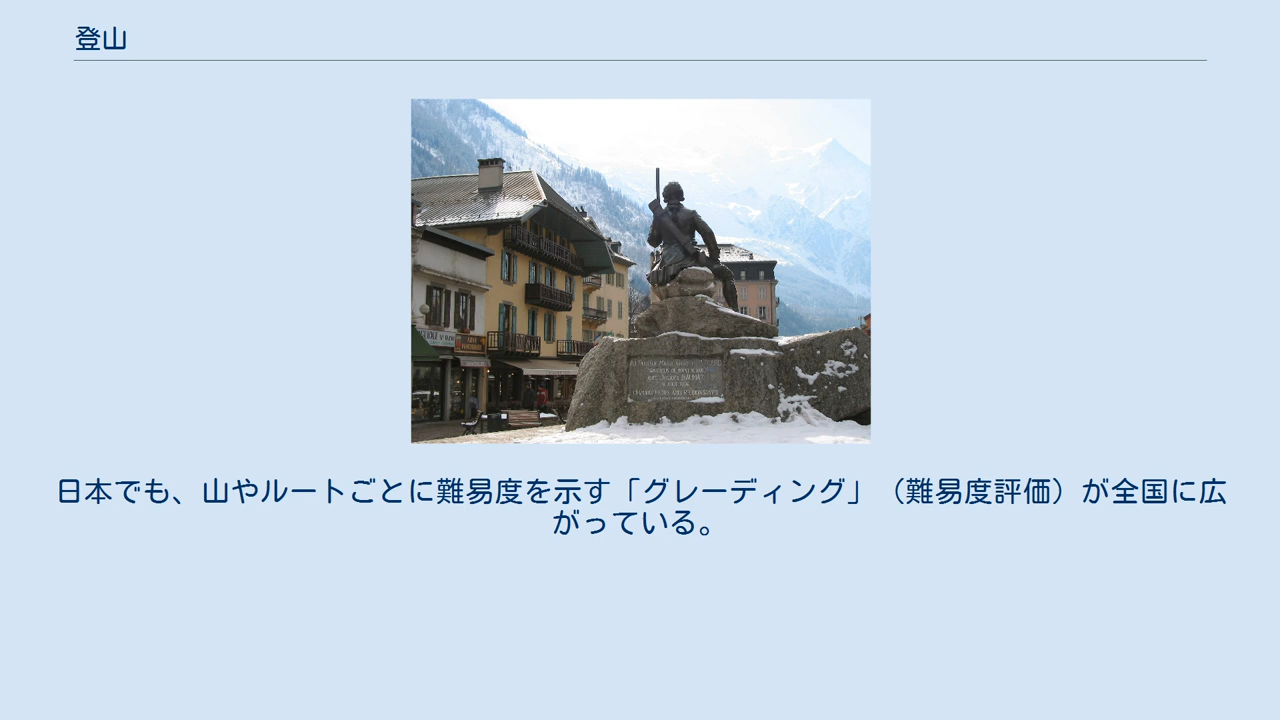 登山
日本でも、山やルートごとに難易度を示す「グレーディング」（難易度評価）が全国に広
がっている。